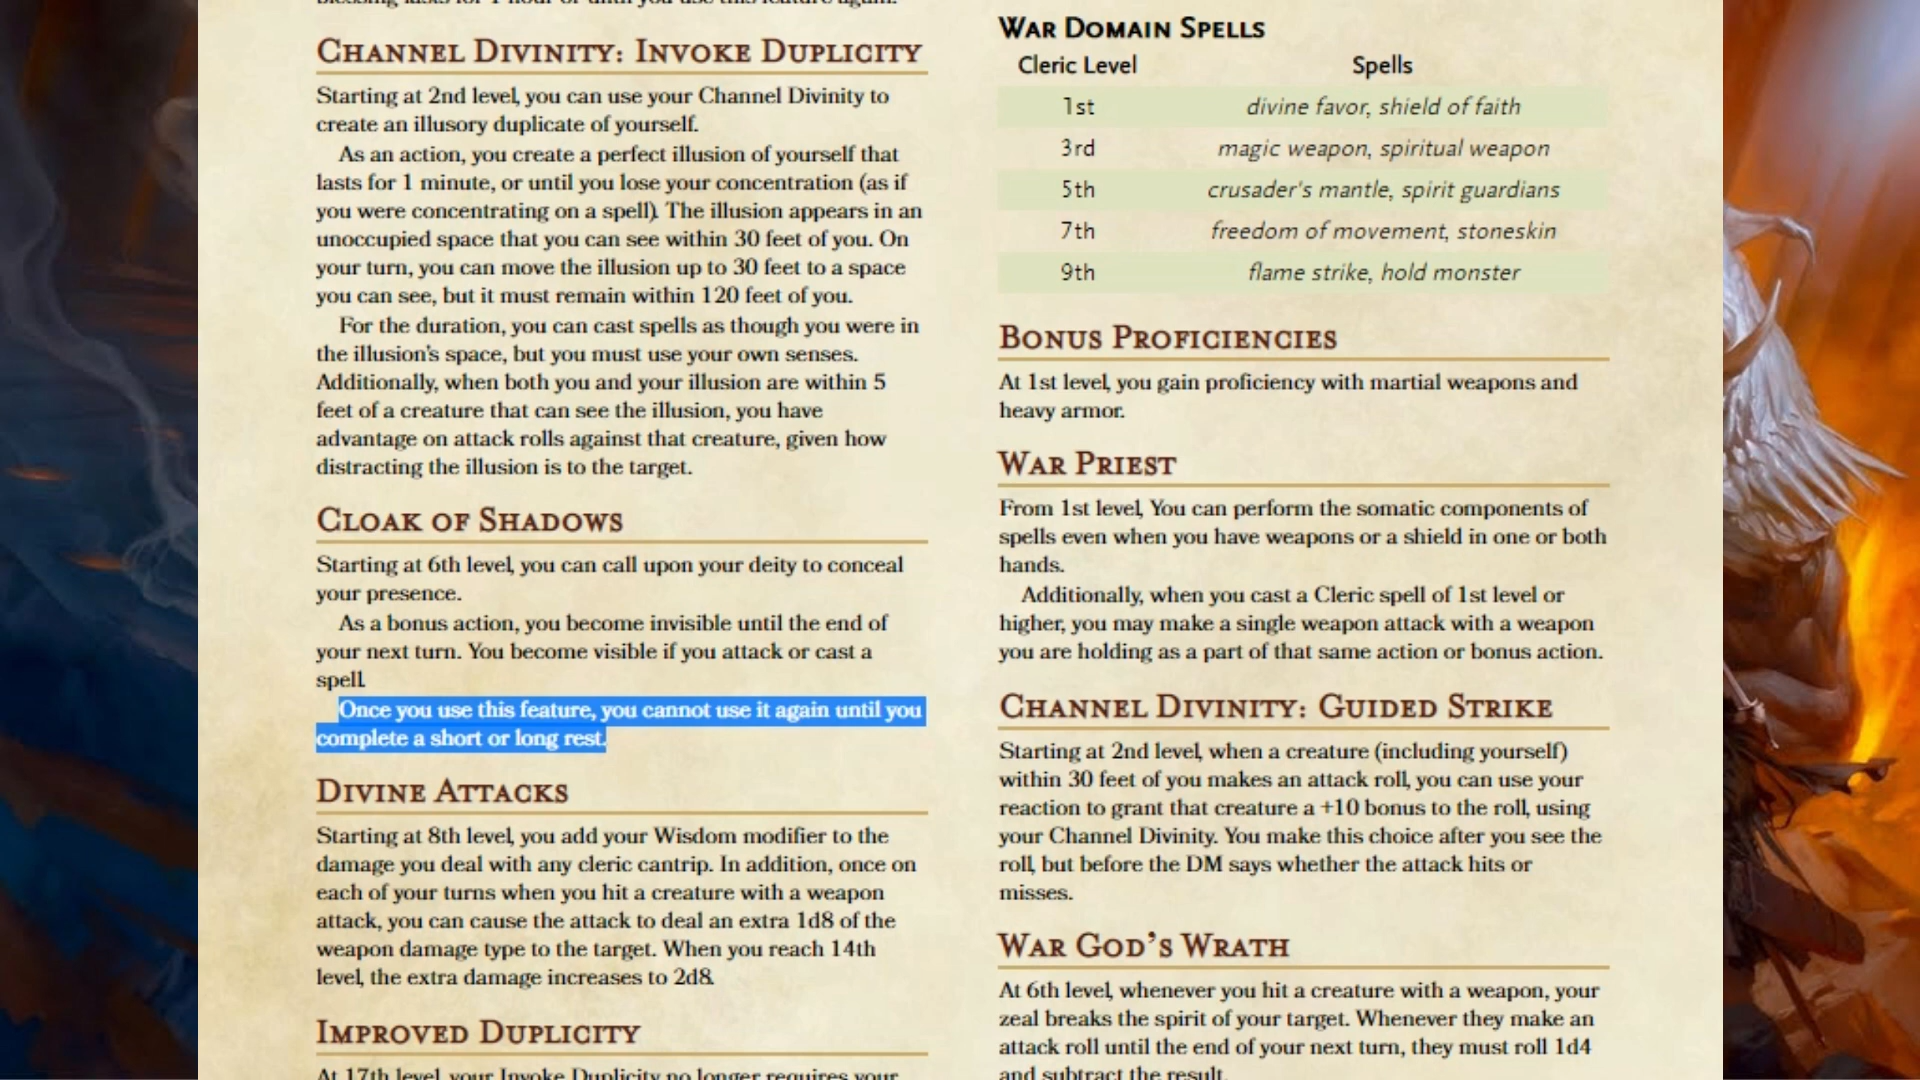 blessing lasts for 1 hour or until you use this feature again.
Channel Divinity: Invoke Duplicity
Starting at 2nd level, you can use your Channel Divinity to
create an illusory duplicate of yourself.
As an action, you create a perfect illusion of yourself that
lasts for 1 minute, or until you lose your concentration (as if
you were concentrating on a spell). The illusion appears in an
unoccupied space that you can see within 30 feet of you. On
your turn, you can move the illusion up to 30 feet to a space
you can see, but it must remain within 120 feet of you.
For the duration, you can cast spells as though you were in
the illusion's space, but you must use your own senses.
Additionally, when both you and your illusion are within 5
feet of a creature that can see the illusion, you have
advantage on attack rolls against that creature, given how
distracting the illusion is to the target.
Cloak of Shadows
Starting at 6th level, you can call upon your deity to conceal
your presence.
As a bonus action, you become invisible until the end of
your next turn. You become visible if you attack or cast a
spell.
Once you use this feature, you cannot use it again until you
complete a short or long rest.
Divine Attacks
Starting at 8th level, you add your Wisdom modifier to the
damage you deal with any cleric cantrip. In addition, once on
each of your turns when you hit a creature with a weapon
attack, you can cause the attack to deal an extra 1d8 of the
weapon damage type to the target. When you reach 14th
level, the extra damage increases to 2d8.
Improved Duplicity
At 17th level, your Invoke Duplicity no longer requires your
War Domain Spells
Cleric Level Spells
1st divine favor, shield of faith
3rd magic weapon, spiritual weapon
5th crusader's mantle, spirit guardians
7th freedom of movement, stoneskin
9th flame strike, hold monster
Bonus Proficiencies
At 1st level, you gain proficiency with martial weapons and
heavy armor.
War Priest
From 1st level, You can perform the somatic components of
spells even when you have weapons or a shield in one or both
hands.
Additionally, when you cast a Cleric spell of 1st level or
higher, you may make a single weapon attack with a weapon
you are holding as a part of that same action or bonus action.
Channel Divinity: Guided Strike
Starting at 2nd level, when a creature (including yourself)
within 30 feet of you makes an attack roll, you can use your
reaction to grant that creature a +10 bonus to the roll, using
your Channel Divinity. You make this choice after you see the
roll, but before the DM says whether the attack hits or
misses.
War God's Wrath
At 6th level, whenever you hit a creature with a weapon, your
zeal breaks the spirit of your target. Whenever they make an
attack roll until the end of your next turn, they must roll 1d4
and subtract the result.